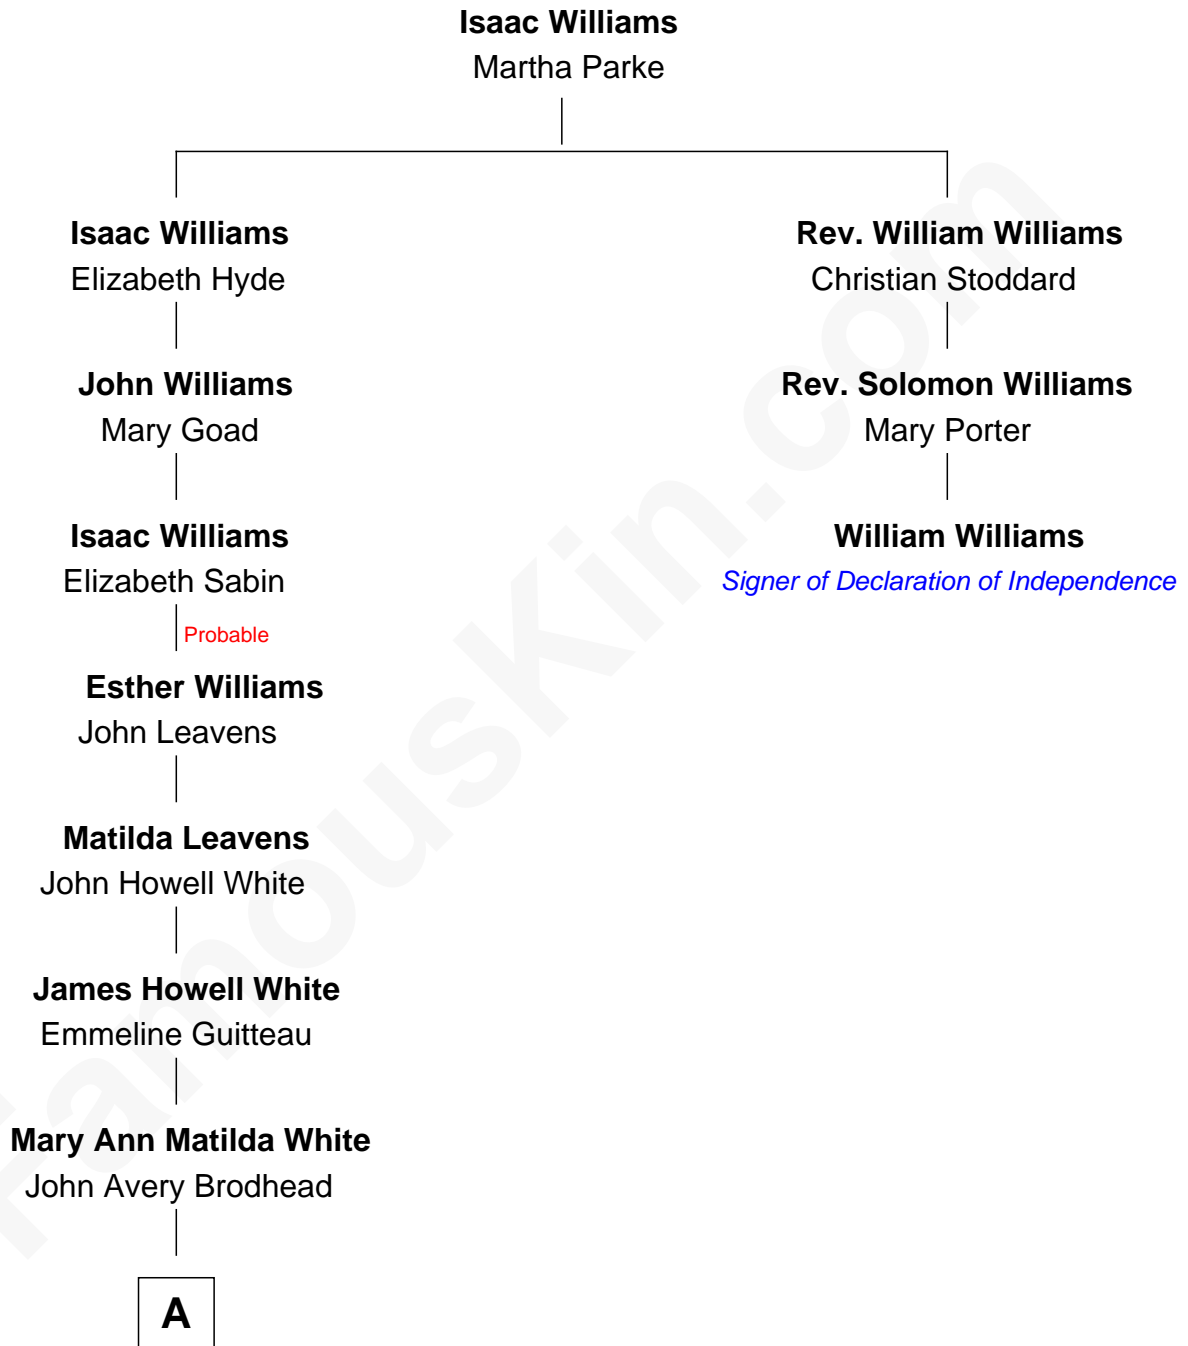 Isaac Williams
Martha Parke
Isaac Williams
Elizabeth Hyde
Rev. William Williams
Christian Stoddard
John Williams
Mary Goad
Rev. Solomon Williams
Mary Porter
Isaac Williams
Elizabeth Sabin
William Williams
Signer of Declaration of Independence
Probable
Esther Williams
John Leavens
Matilda Leavens
John Howell White
James Howell White
Emmeline Guitteau
Mary Ann Matilda White
John Avery Brodhead
A
FamousKin.com